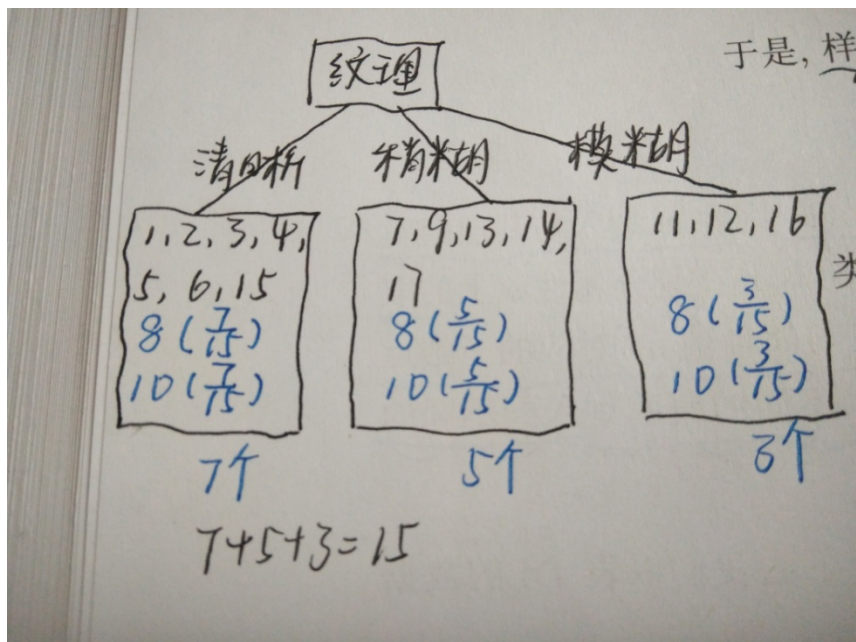 于是, 样
纹理
清晰 稍糊 模糊
1, 2, 3, 4,
5, 6, 15
8 (7/15)
10 (7/15)
7个
7, 9, 13, 14,
17
8 (5/15)
10 (5/15)
5个
11, 12, 16
8 (3/15)
10 (3/15)
3个
类
7+5+3=15